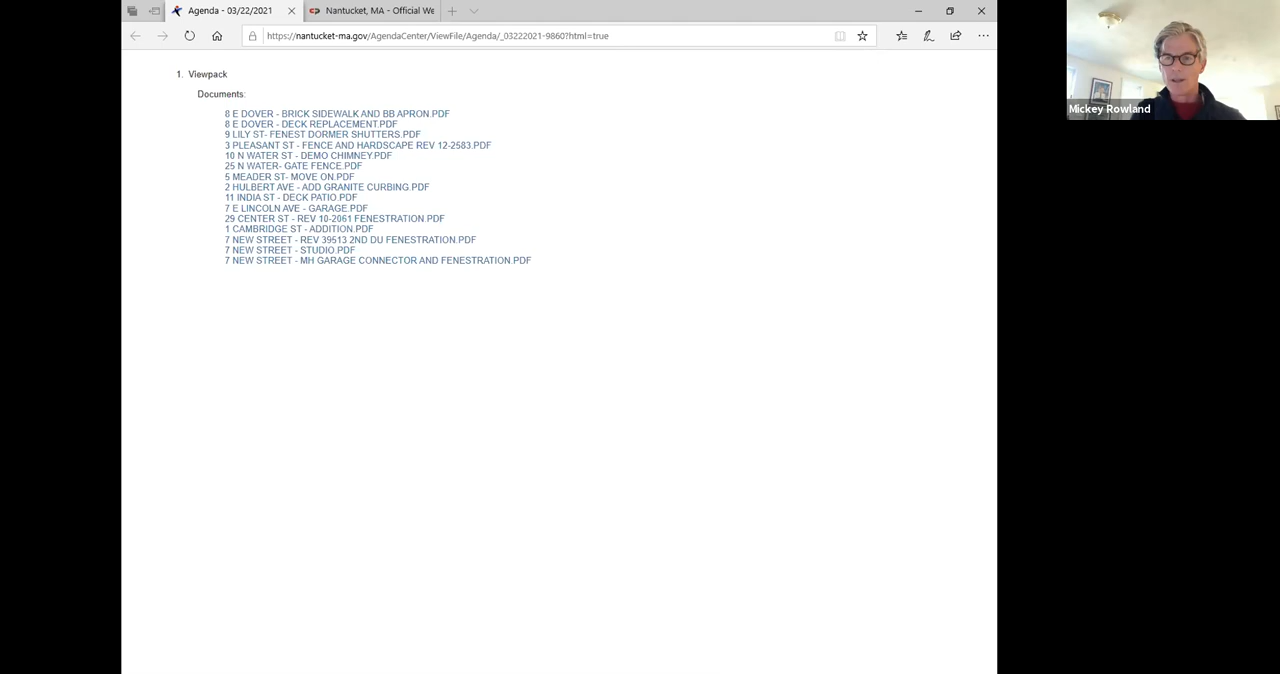 Agenda - 03/22/2021
Nantucket, MA - Official We
https://nantucket-ma.gov/AgendaCenter/ViewFile/Agenda/_03222021-9860?html=true
Mickey Rowland
1. Viewpack
Documents:
8 E DOVER - BRICK SIDEWALK AND BB APRON.PDF
8 E DOVER - DECK REPLACEMENT.PDF
9 LILY ST- FENEST DORMER SHUTTERS.PDF
3 PLEASANT ST - FENCE AND HARDSCAPE REV 12-2583.PDF
10 N WATER ST - DEMO CHIMNEY.PDF
25 N WATER- GATE FENCE.PDF
5 MEADER ST- MOVE ON.PDF
2 HULBERT AVE - ADD GRANITE CURBING.PDF
11 INDIA ST - DECK PATIO.PDF
7 E LINCOLN AVE - GARAGE.PDF
29 CENTER ST - REV 10-2061 FENESTRATION.PDF
1 CAMBRIDGE ST - ADDITION.PDF
7 NEW STREET - REV 39513 2ND DU FENESTRATION.PDF
7 NEW STREET - STUDIO.PDF
7 NEW STREET - MH GARAGE CONNECTOR AND FENESTRATION.PDF